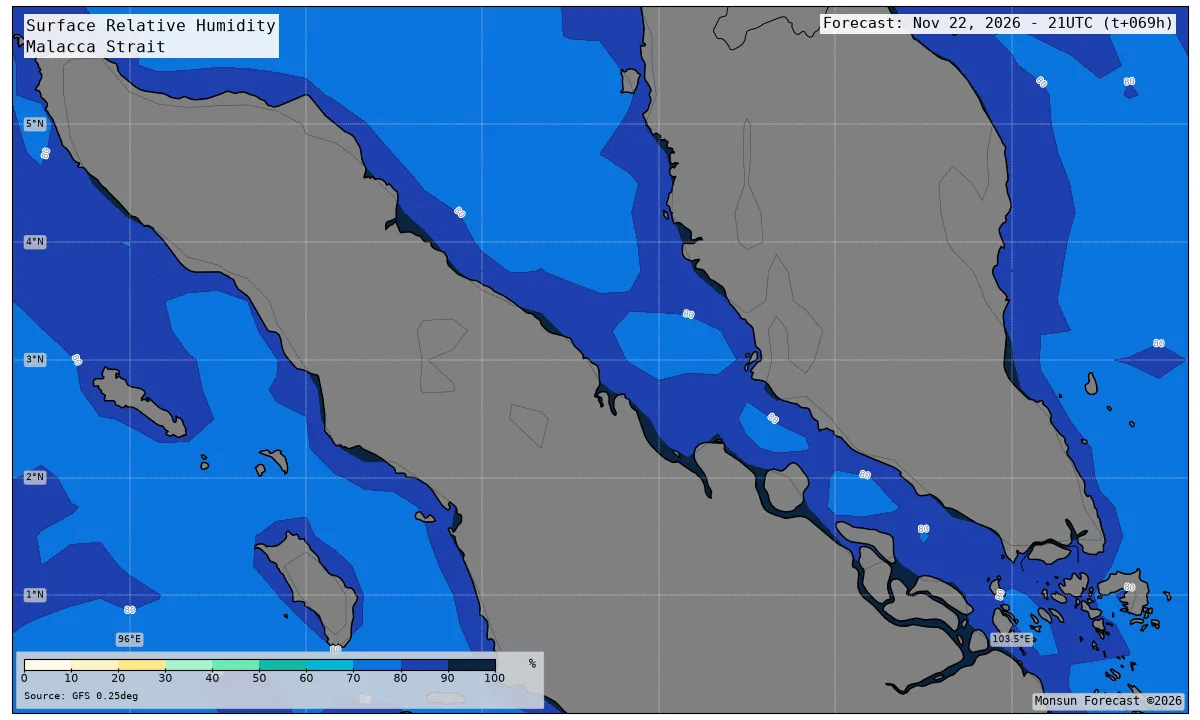 Surface Relative Humidity
Malacca Strait
Forecast: Nov 22, 2026 - 21UTC (t+069h)
80
80
5°N
80
80
4°N
80
80
3°N
80
80
2°N
80
80
80
80
1°N
80
96°E
103.5°E
80
%
0 10 20 30 40 50 60 70 80 90 100
Source: GFS 0.25deg
Monsun Forecast ©2026